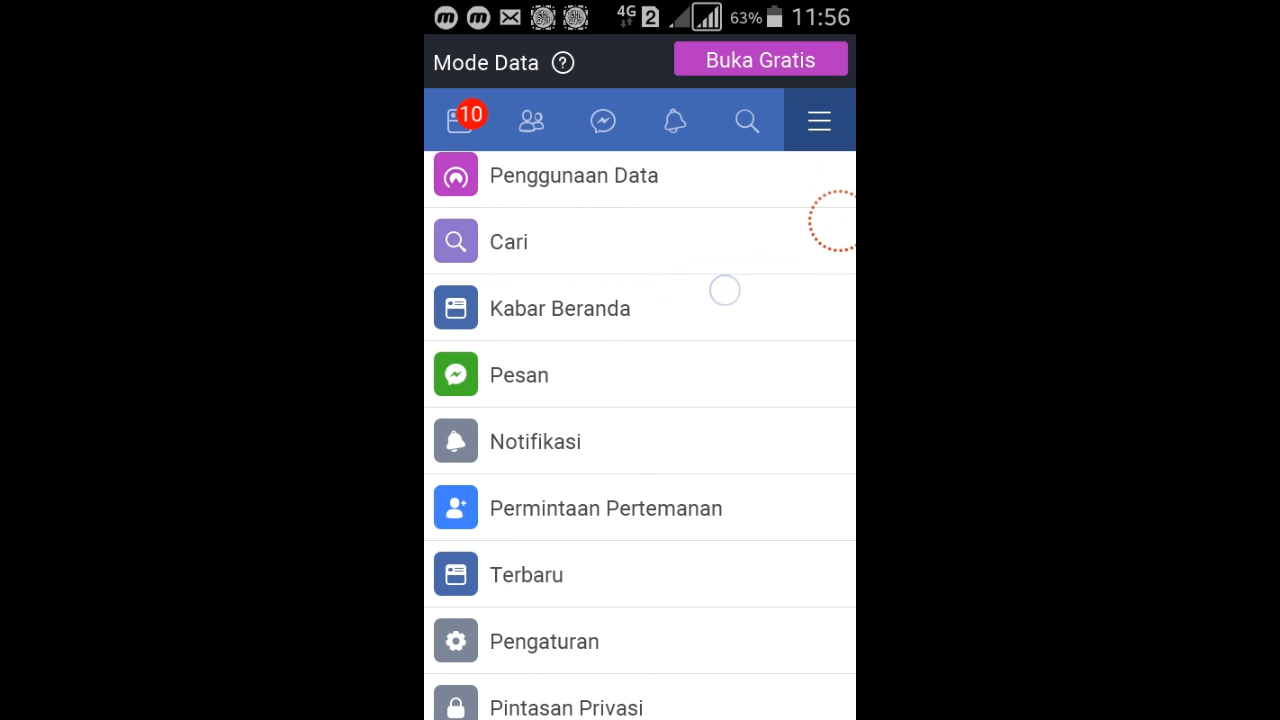 4G 2 63% 11:56
Mode Data ? Buka Gratis
10
Penggunaan Data
Cari
Kabar Beranda
Pesan
Notifikasi
Permintaan Pertemanan
Terbaru
Pengaturan
Pintasan Privasi